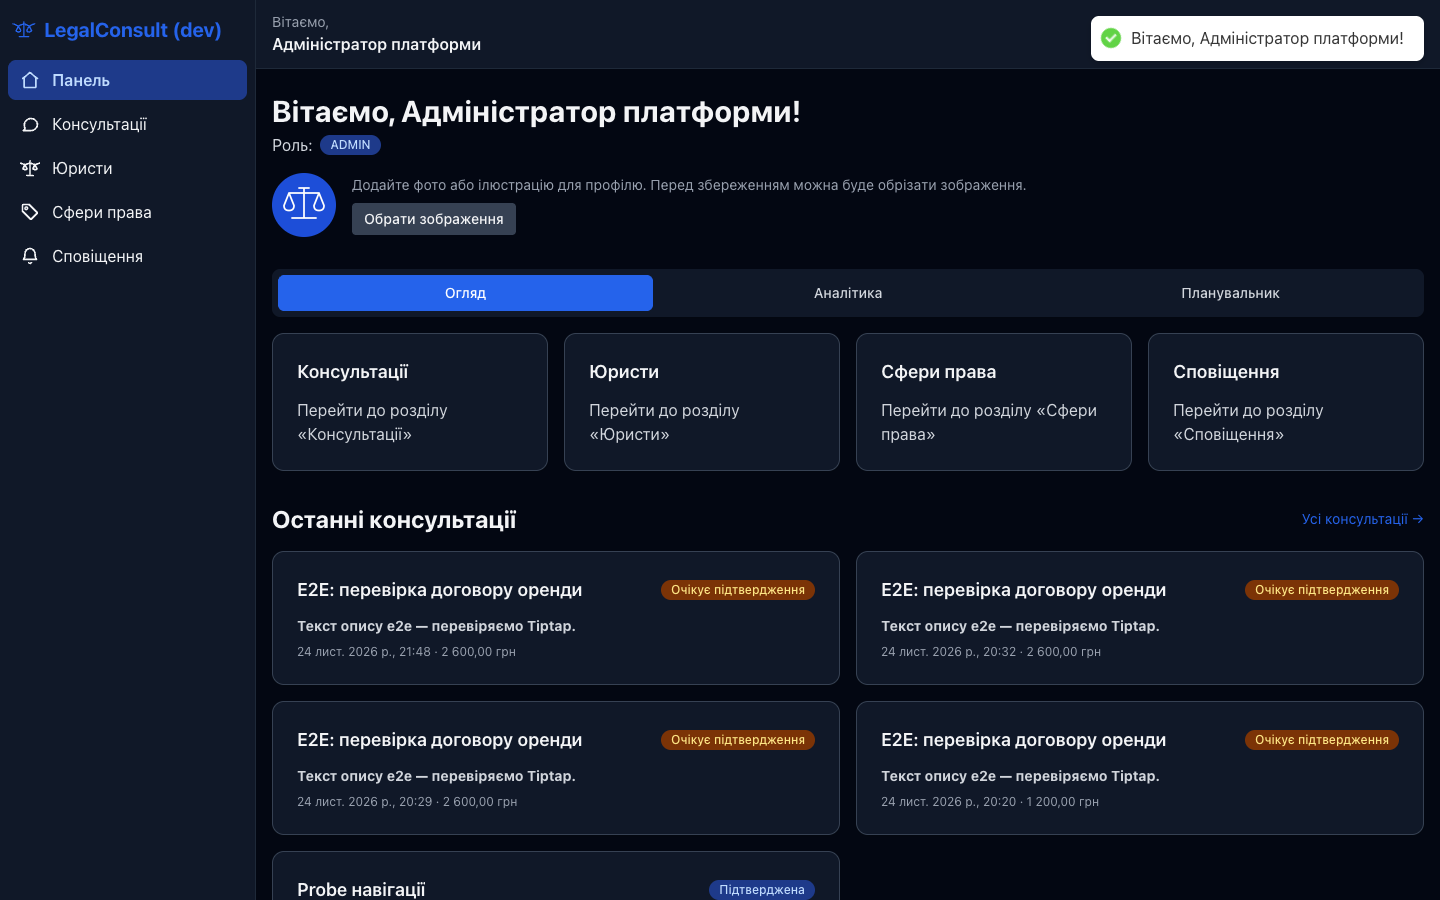 LegalConsult (dev)
Панель
Консультації
Юристи
Сфери права
Сповіщення
Вітаємо,
Адміністратор платформи
Вітаємо, Адміністратор платформи!
Вітаємо, Адміністратор платформи!
Роль: ADMIN
Додайте фото або ілюстрацію для профілю. Перед збереженням можна буде обрізати зображення.
Обрати зображення
Огляд
Аналітика
Планувальник
Консультації
Перейти до розділу
«Консультації»
Юристи
Перейти до розділу
«Юристи»
Сфери права
Перейти до розділу «Сфери
права»
Сповіщення
Перейти до розділу
«Сповіщення»
Останні консультації
Усі консультації →
E2E: перевірка договору оренди
Очікує підтвердження
Текст опису e2e — перевіряємо Tiptap.
24 лист. 2026 р., 21:48 · 2 600,00 грн
E2E: перевірка договору оренди
Очікує підтвердження
Текст опису e2e — перевіряємо Tiptap.
24 лист. 2026 р., 20:32 · 2 600,00 грн
E2E: перевірка договору оренди
Очікує підтвердження
Текст опису e2e — перевіряємо Tiptap.
24 лист. 2026 р., 20:29 · 2 600,00 грн
E2E: перевірка договору оренди
Очікує підтвердження
Текст опису e2e — перевіряємо Tiptap.
24 лист. 2026 р., 20:20 · 1 200,00 грн
Probe навігації
Підтверджена